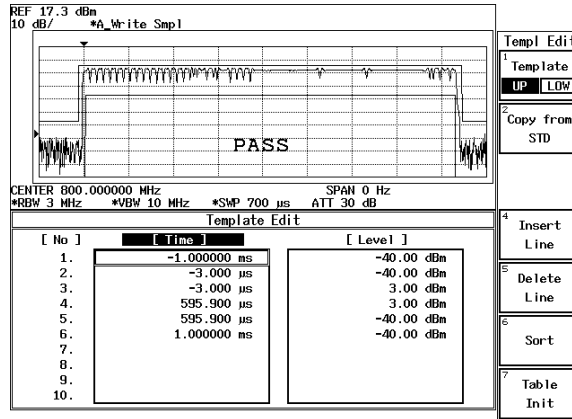 REF 17.3 dBm
10 dB/ *A_Write Smpl
PASS
CENTER 800.000000 MHz SPAN 0 Hz
*RBW 3 MHz *VBW 10 MHz *SWP 700 µs ATT 30 dB
Template Edit
[ No ] [ Time ] [ Level ]
1. -1.000000 ms -40.00 dBm
2. -3.000 µs -40.00 dBm
3. -3.000 µs 3.00 dBm
4. 595.900 µs 3.00 dBm
5. 595.900 µs -40.00 dBm
6. 1.000000 ms -40.00 dBm
7.
8.
9.
10.
Templ Edit
1 Template
UP LOW
2 Copy from
STD
4 Insert
Line
5 Delete
Line
6 Sort
7 Table
Init